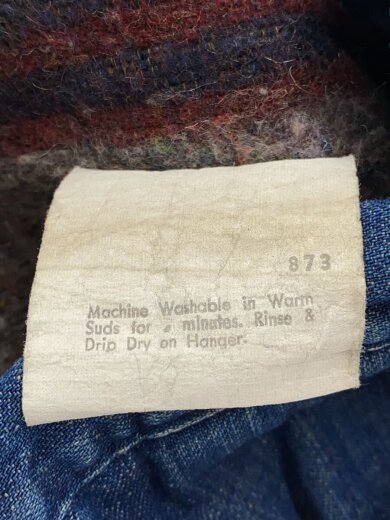 873
Machine Washable in Warm
Suds for minutes. Rinse &
Drip Dry on Hanger.